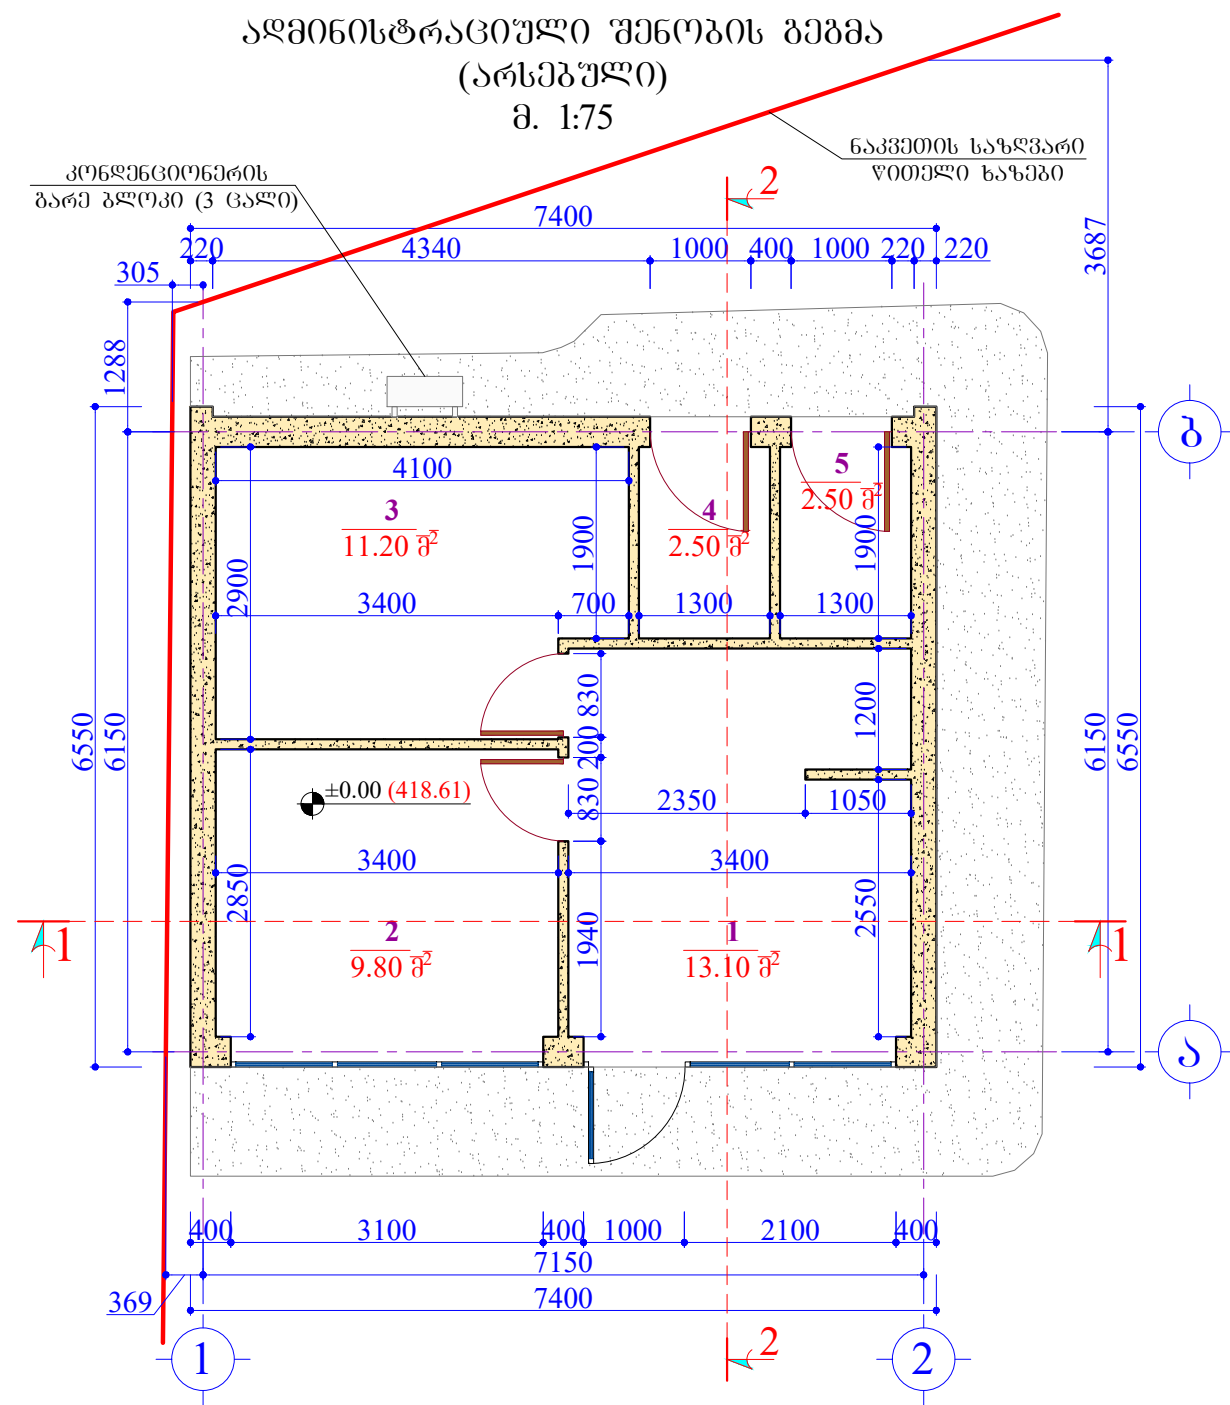 ადმინისტრაციული შენობის გეგმა
(არსებული)
მ. 1:75
ნაკვეთის საზღვარი
წითელი ხაზები
კონდენციონერის
გარე ბლოკი (3 ცალი)
2
7400
220 4340 1000 400 1000 220 220
305
3687
1288
ბ
4100
3
11.20 მ²
1900
4
2.50 მ²
5
2.50 მ²
1900
2900
3400 700 1300 1300
830
1200
200
6550
6150
6150
6550
±0.00 (418.61)
830
2350 1050
3400 3400
2850
2550
1940
1
1
2
9.80 მ²
1
13.10 მ²
ა
400 3100 400 1000 2100 400
7150
369
7400
1
2
2